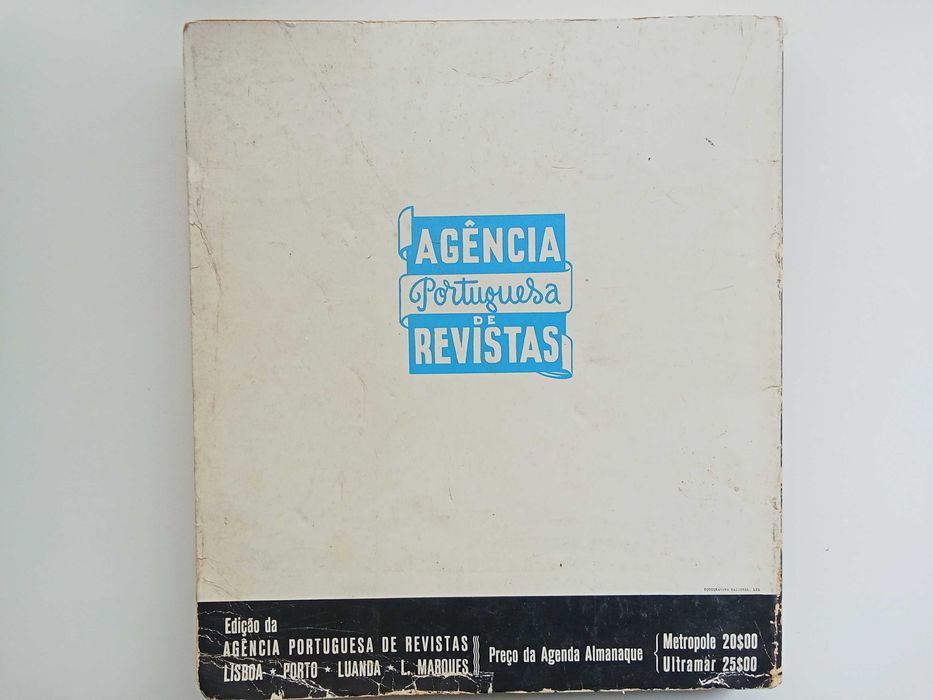 AGÊNCIA
Portuguesa
DE
REVISTAS
Edição da
AGÊNCIA PORTUGUESA DE REVISTAS
LISBOA ★ PORTO ★ LUANDA ★ L. MARQUES
Preço da Agenda Almanaque
Metropole 20$00
Ultramar 25$00